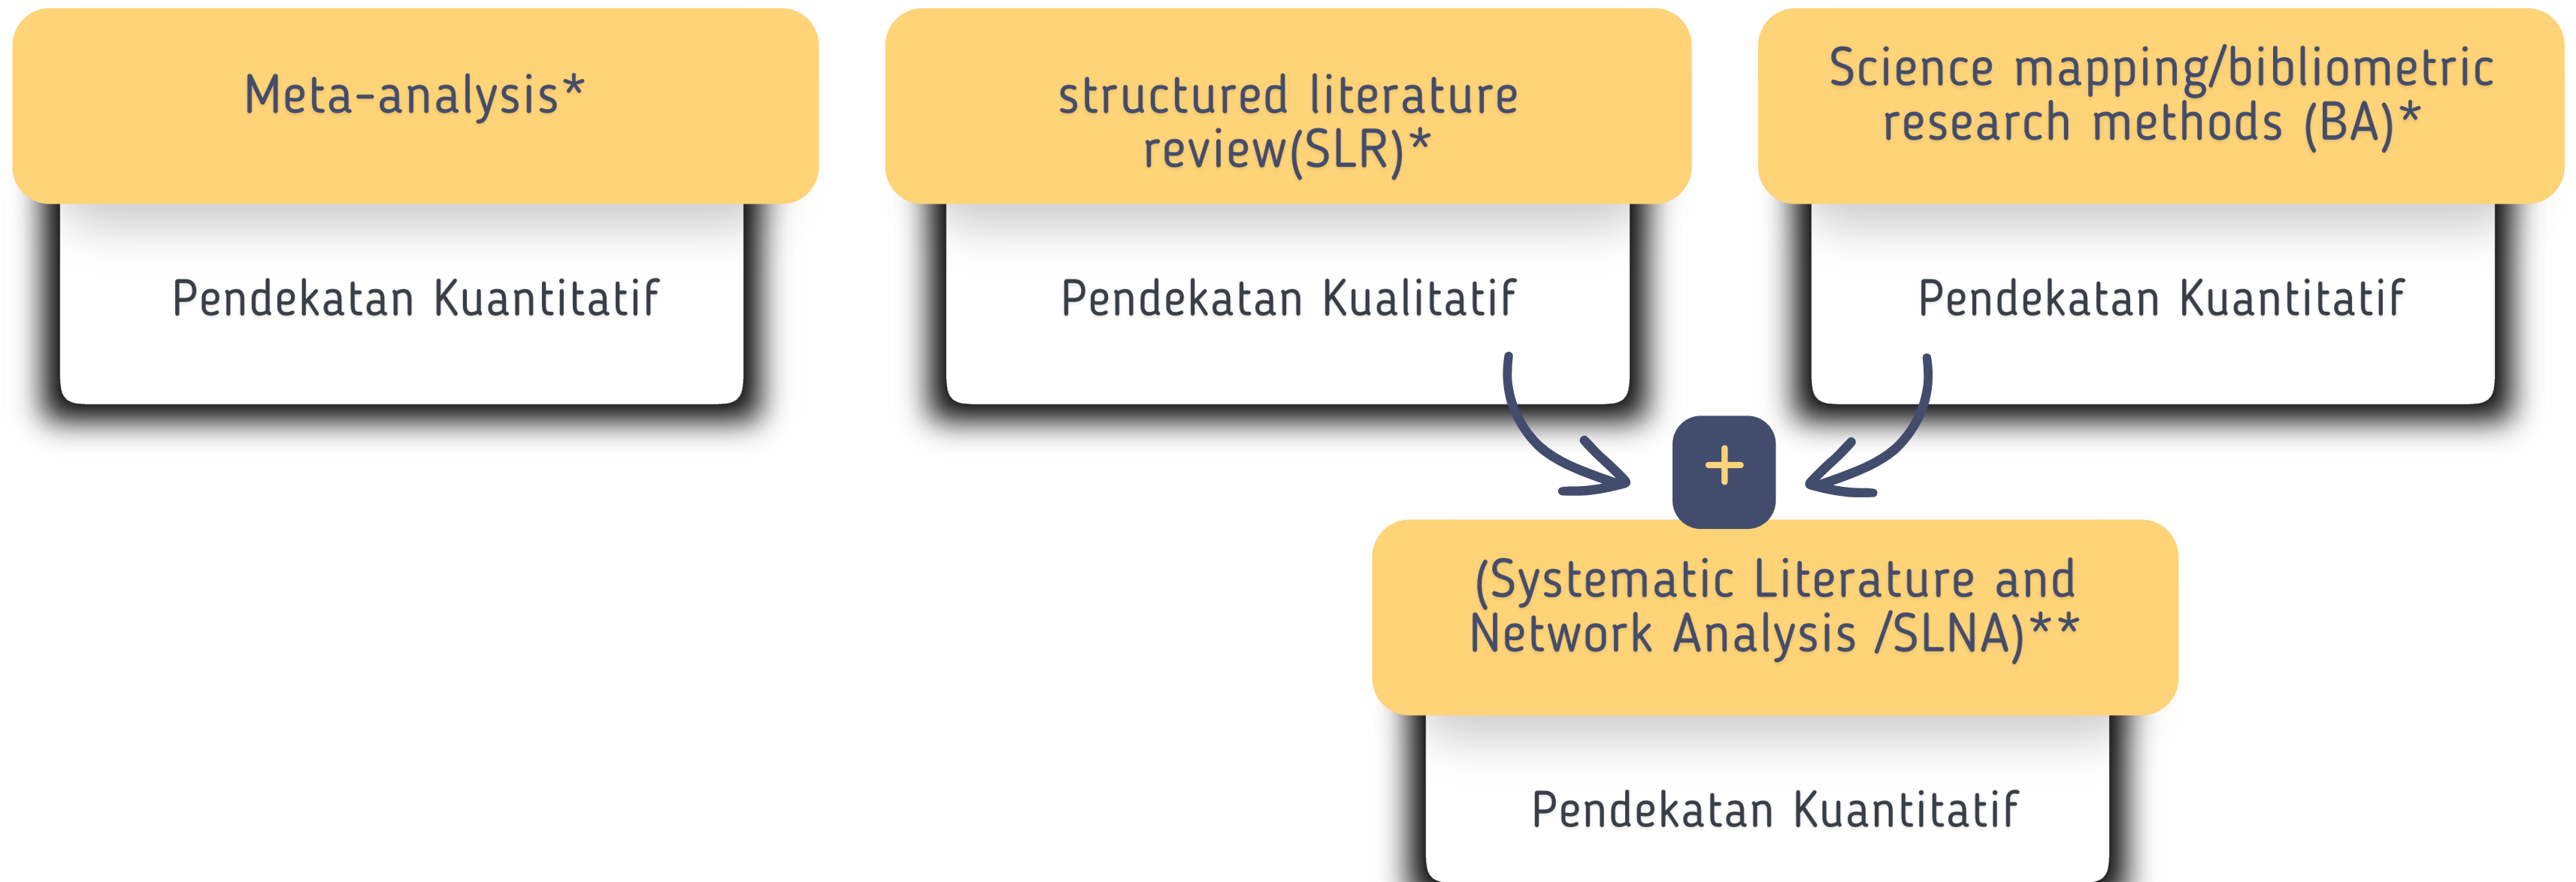 Meta-analysis*
Pendekatan Kuantitatif
structured literature
review(SLR)*
Pendekatan Kualitatif
Science mapping/bibliometric
research methods (BA)*
Pendekatan Kuantitatif
+
(Systematic Literature and
Network Analysis /SLNA)**
Pendekatan Kuantitatif